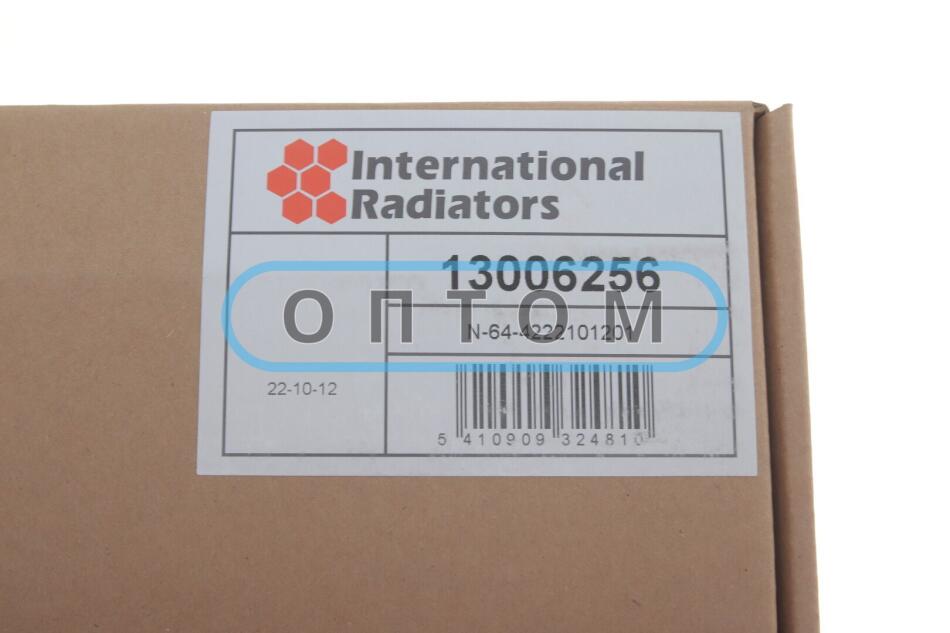 International
Radiators
13006256
ОПТОМ
N-64-4222101201
22-10-12
5 410909 324810